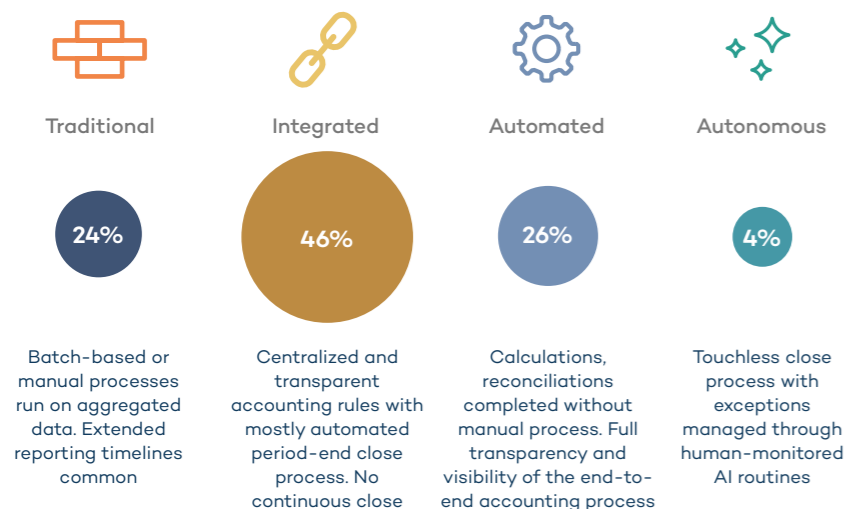 Traditional
Integrated
Automated
Autonomous
24%
46%
26%
4%
Batch-based or
manual processes
run on aggregated
data. Extended
reporting timelines
common
Centralized and
transparent
accounting rules with
mostly automated
period-end close
process. No
continuous close
Calculations,
reconciliations
completed without
manual process. Full
transparency and
visibility of the end-to-
end accounting process
Touchless close
process with
exceptions
managed through
human-monitored
AI routines